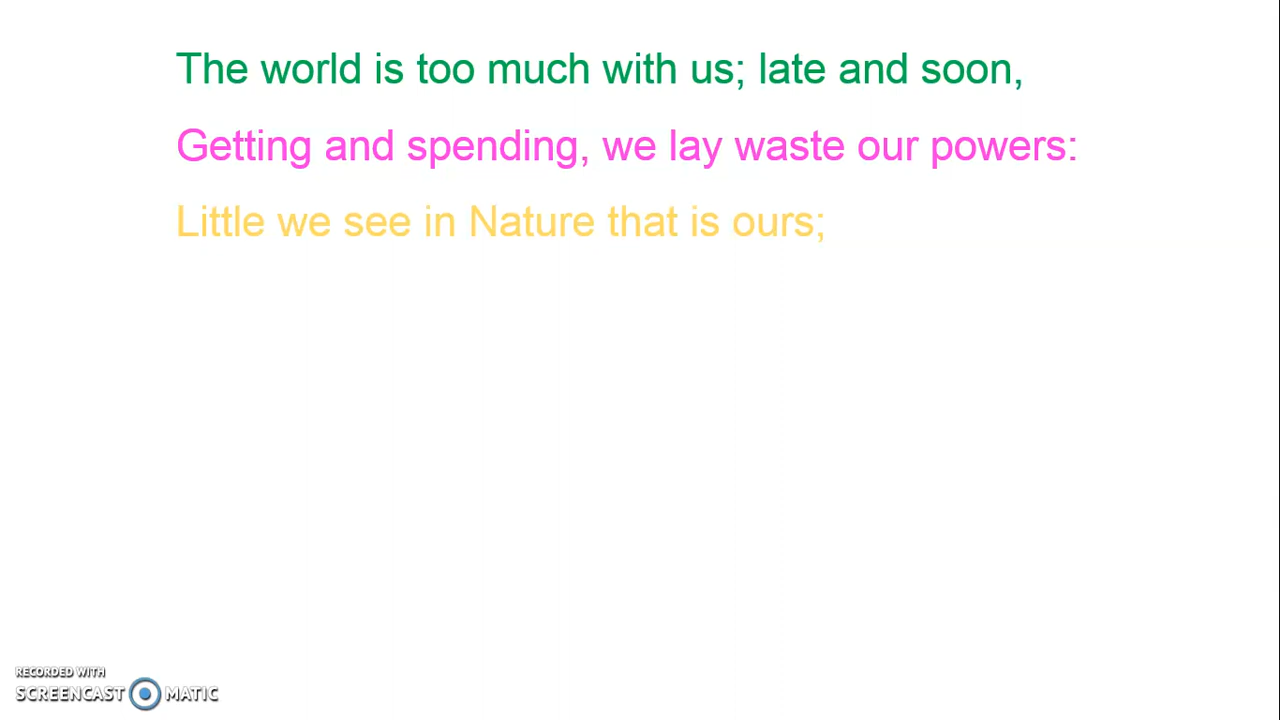 The world is too much with us; late and soon,
Getting and spending, we lay waste our powers:
Little we see in Nature that is ours;
RECORDED WITH
SCREENCAST MATIC